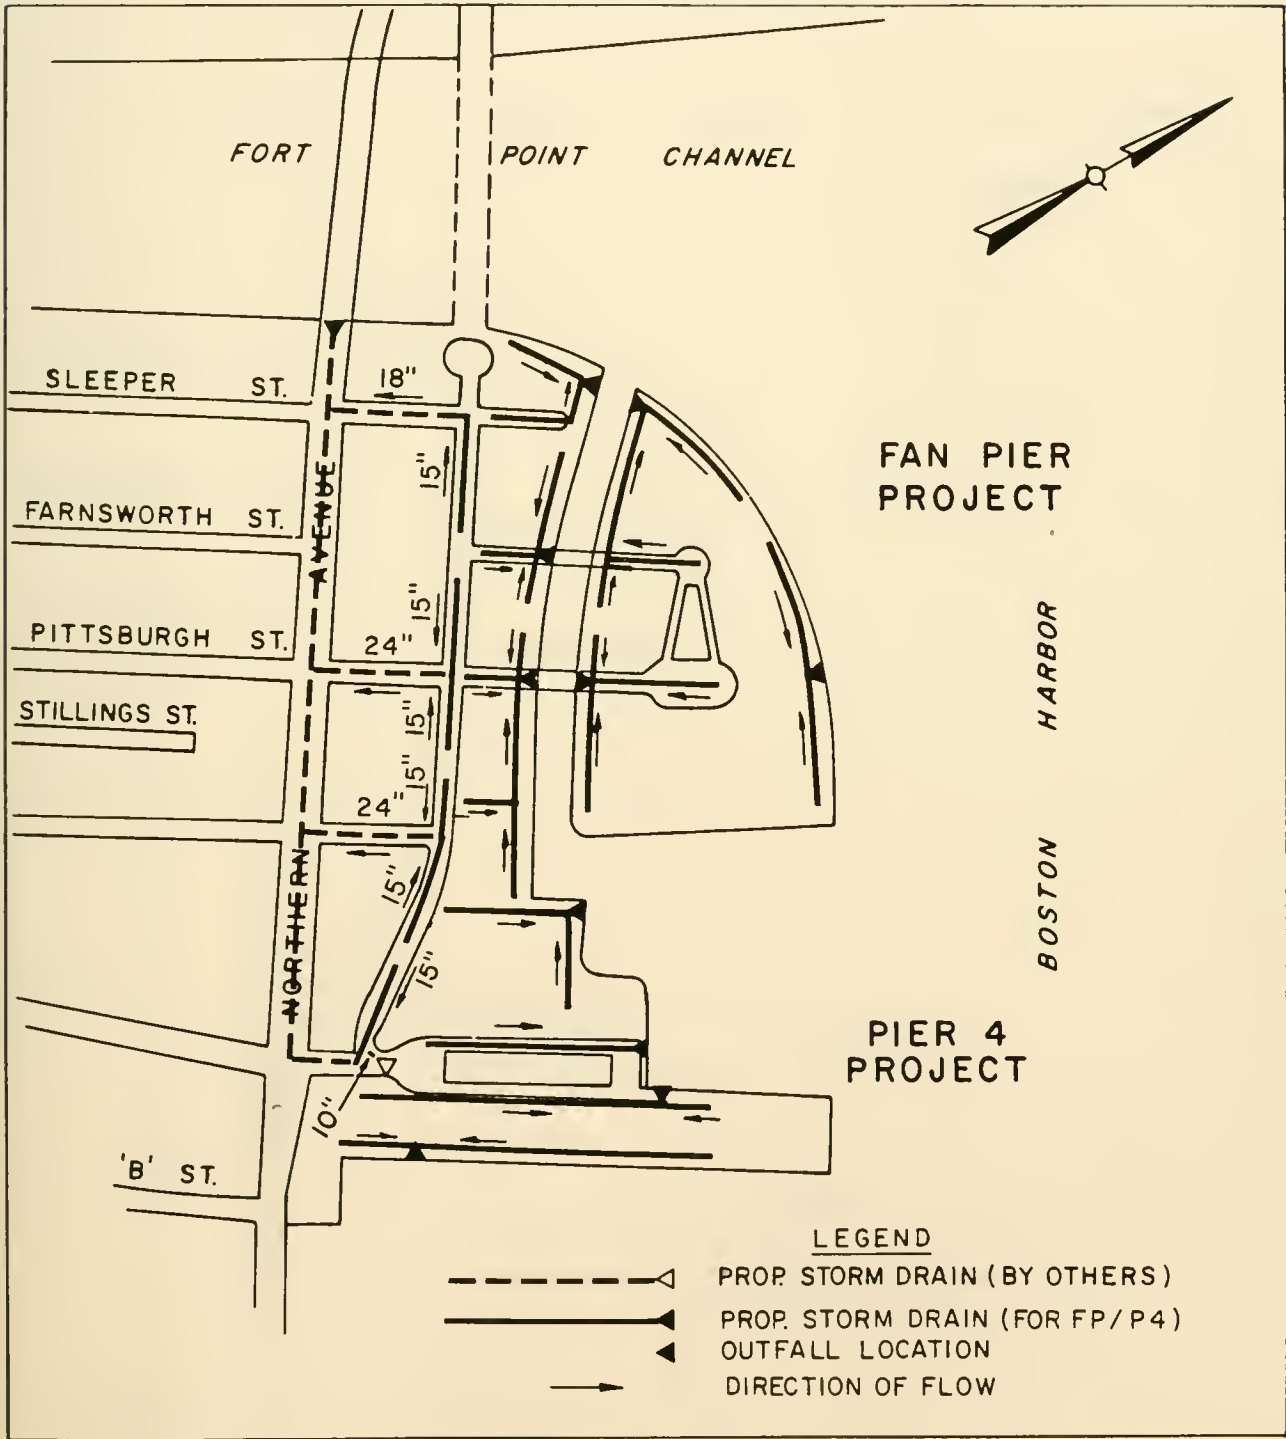 FORT POINT CHANNEL
SLEEPER ST.
18"
15"
FAN PIER
PROJECT
FARNSWORTH ST.
AVENUE
15"
PITTSBURGH ST.
24"
HARBOR
STILLINGS ST.
15"
15"
24"
BOSTON
15"
NORTHERN
15"
PIER 4
PROJECT
10"
'B' ST.
LEGEND
PROP. STORM DRAIN (BY OTHERS)
PROP. STORM DRAIN (FOR FP/P4)
OUTFALL LOCATION
DIRECTION OF FLOW